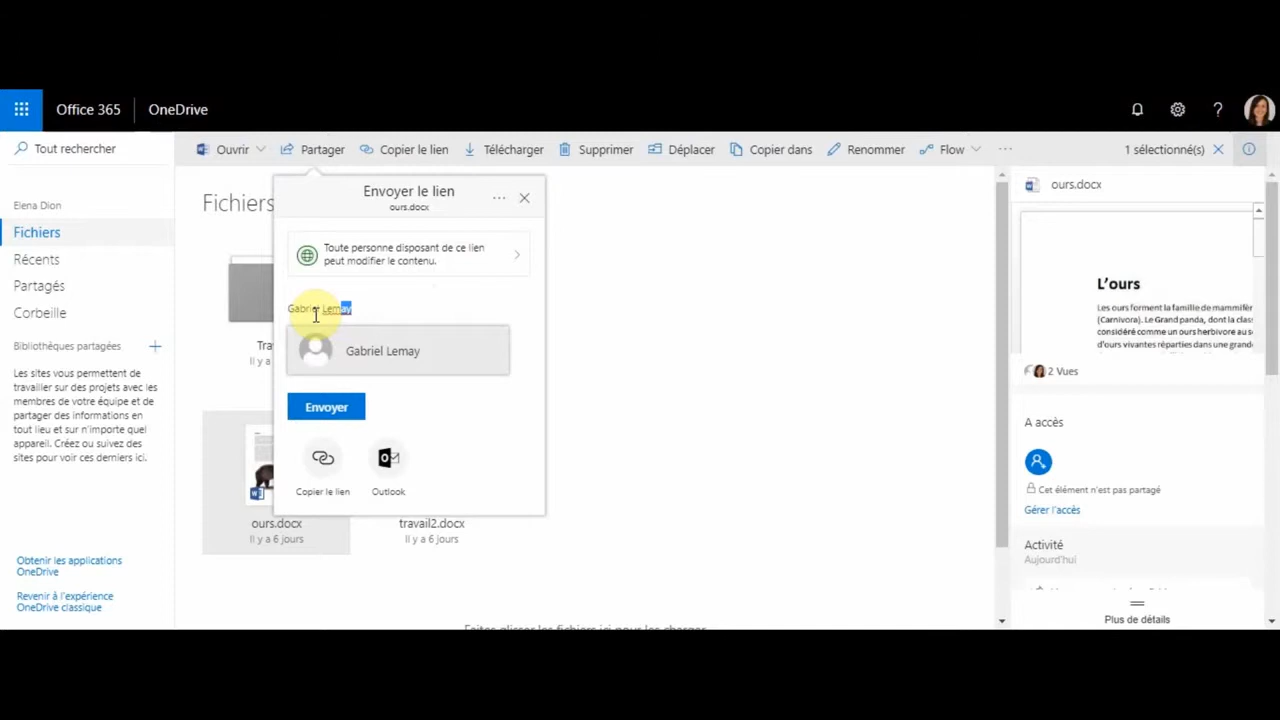 Office 365 OneDrive
Tout rechercher
Ouvrir Partager Copier le lien Télécharger Supprimer Déplacer Copier dans Renommer Flow ... 1 sélectionné(s)
Elena Dion
Fichiers
Récents
Partagés
Corbeille
Bibliothèques partagées
Les sites vous permettent de
travailler sur des projets avec les
membres de votre équipe et de
partager des informations en
tout lieu et sur n'importe quel
appareil. Créez ou suivez des
sites pour voir ces derniers ici.
Obtenir les applications
OneDrive
Revenir à l'expérience
OneDrive classique
Fichiers
Tra
Il y a
Envoyer le lien
ours.docx
Toute personne disposant de ce lien
peut modifier le contenu.
Gabriel Lemay
Gabriel Lemay
Envoyer
Copier le lien Outlook
ours.docx
Il y a 6 jours
travail2.docx
Il y a 6 jours
ours.docx
L'ours
Les ours forment la famille de mammifèr
(Carnivora). Le Grand panda, dont la class
considéré comme un ours herbivore au se
d'ours vivantes réparties dans une grande
2 Vues
A accès
Cet élément n'est pas partagé
Gérer l'accès
Activité
Aujourd'hui
Plus de détails